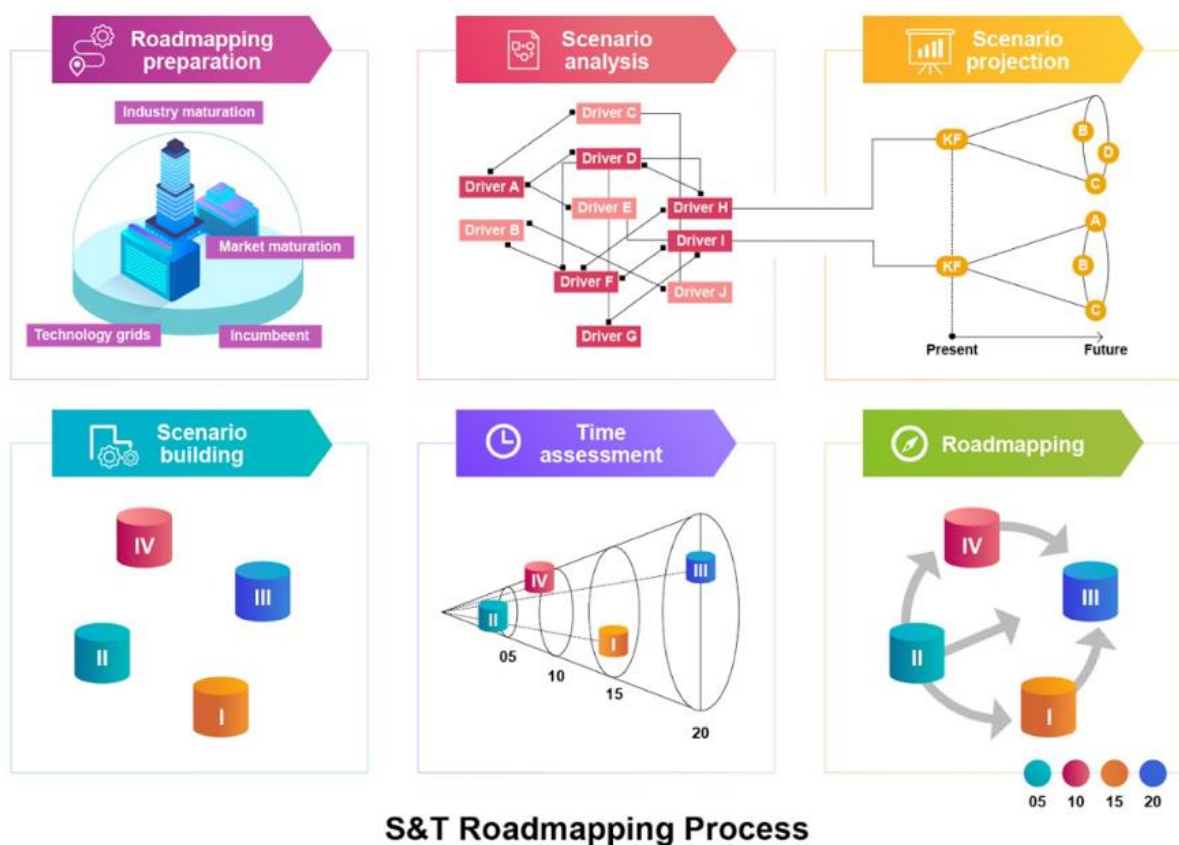 Roadmapping
preparation
Industry maturation
Market maturation
Technology grids
Incumbeent
Scenario
analysis
Driver C
Driver D
Driver A
Driver E
Driver H
Driver B
Driver I
Driver F
Driver J
Driver G
Scenario
projection
KF
B
D
C
KF
A
B
C
Present
Future
Scenario
building
IV
III
II
I
Time
assessment
III
IV
II
I
05
10
15
20
Roadmapping
IV
III
II
I
05
10
15
20
S&T Roadmapping Process